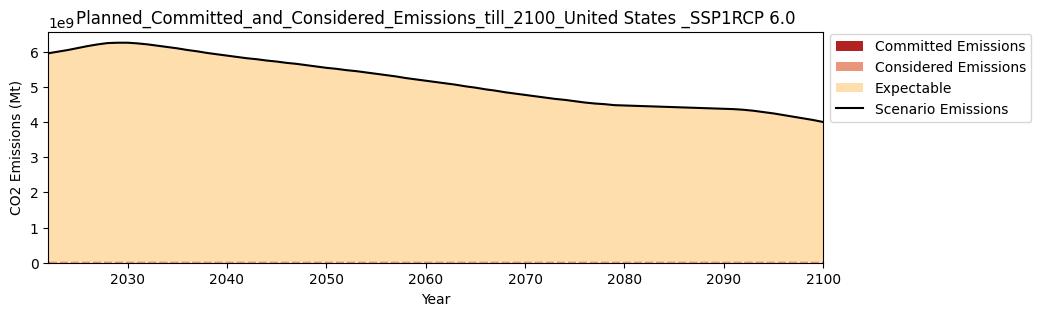 Planned_Committed_and_Considered_Emissions_till_2100_United States _SSP1RCP 6.0
1e9
6
5
4
3
2
1
0
CO2 Emissions (Mt)
2030 2040 2050 2060 2070 2080 2090 2100
Year
Committed Emissions
Considered Emissions
Expectable
Scenario Emissions